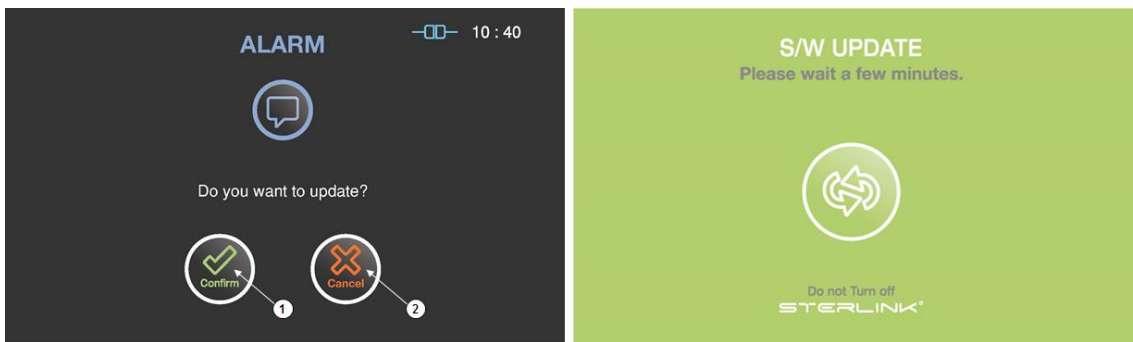 ALARM
10 : 40
Do you want to update?
Confirm
Cancel
1
2
S/W UPDATE
Please wait a few minutes.
Do not Turn off
STERLINK®